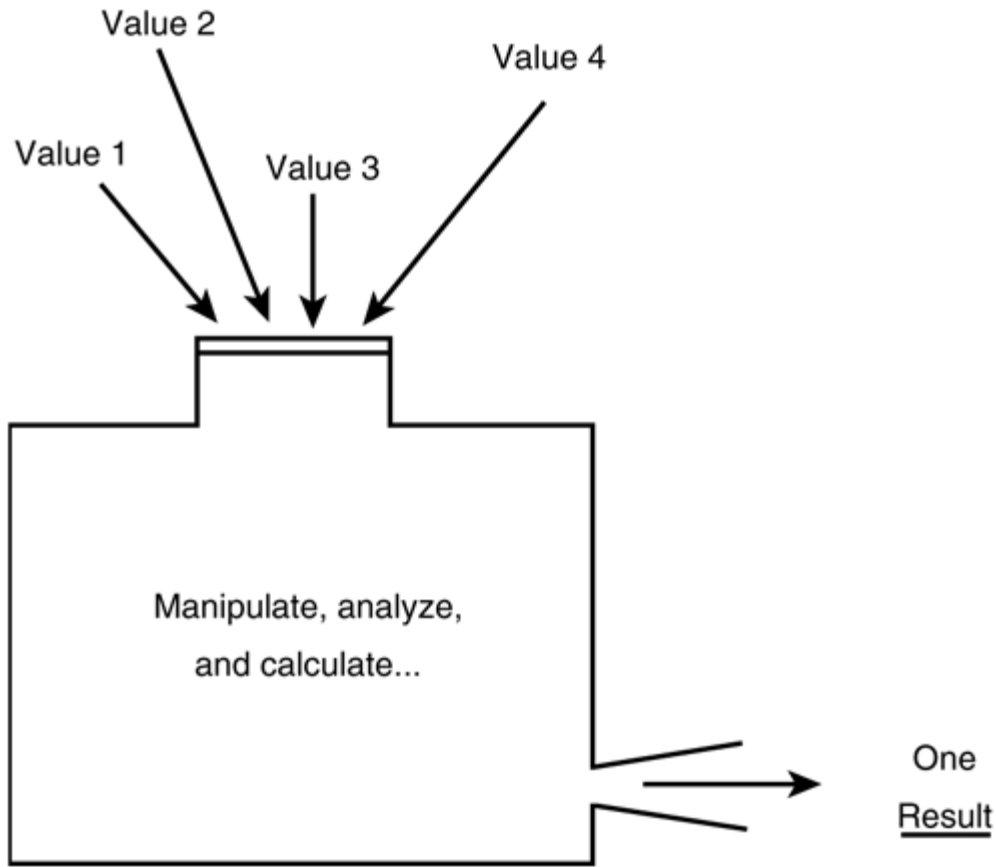 Value 2
Value 4
Value 1
Value 3
Manipulate, analyze,
and calculate...
One
Result